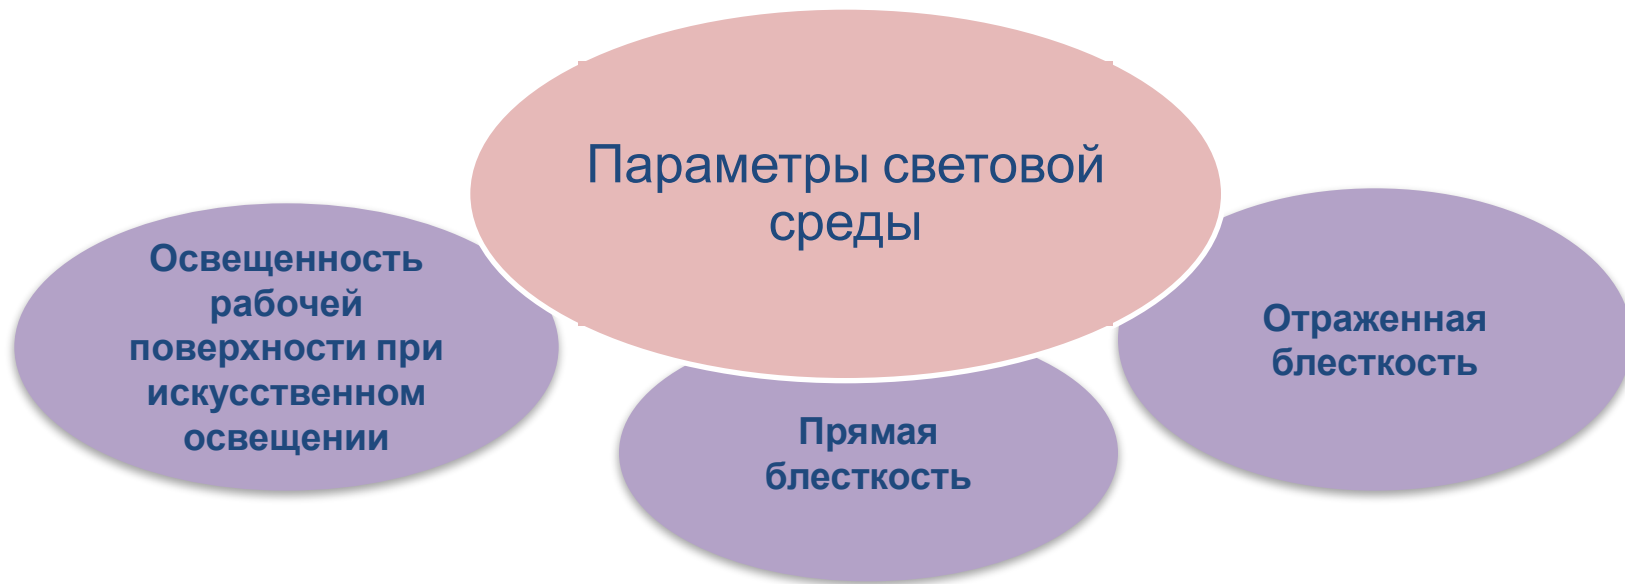 Параметры световой
среды
Освещенность
рабочей
поверхности при
искусственном
освещении
Прямая
блесткость
Отраженная
блесткость